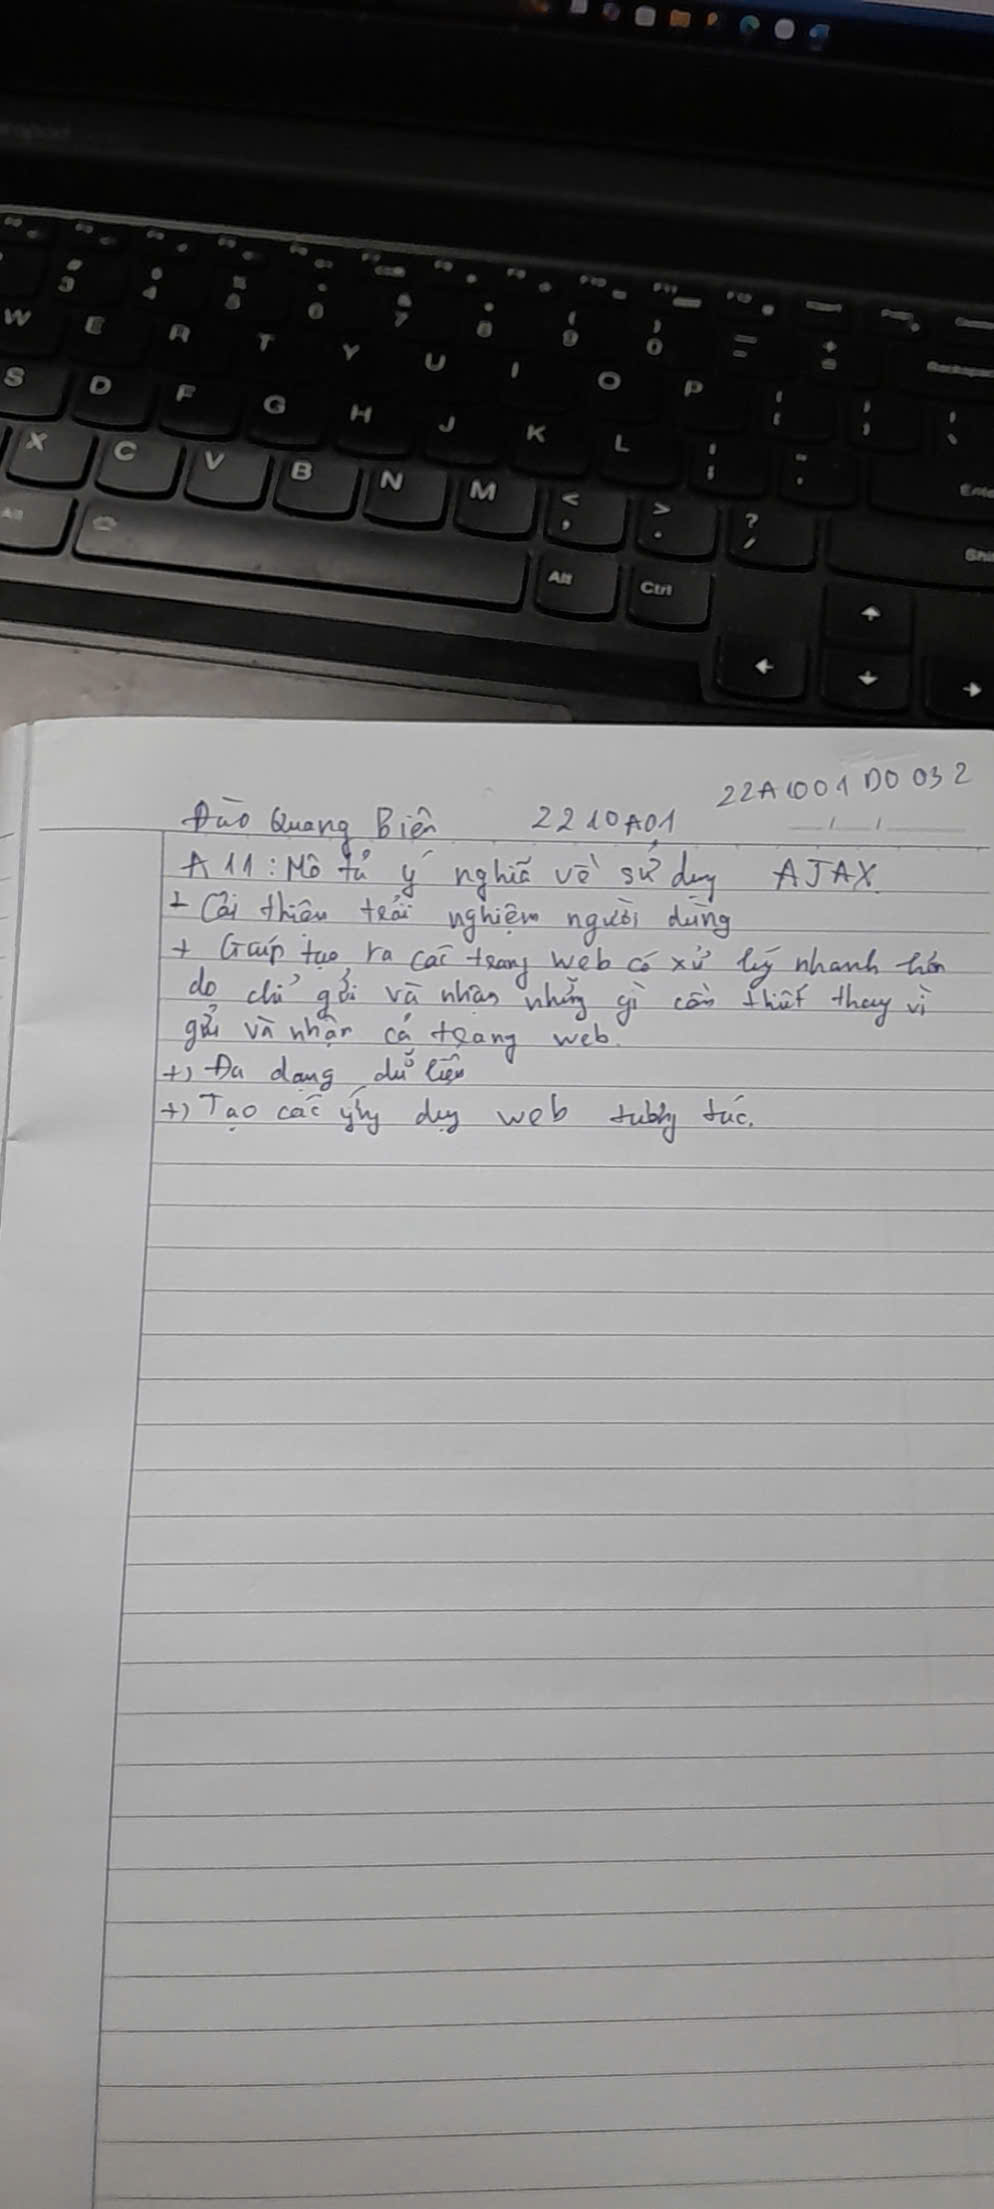 W E R T Y U I O P
S D F G H J K L
X C V B N M < > ?
Alt Ctrl
22A1001D0032
Đào Quang Biên 2210A01
A11: Mô tả ý nghĩa về sử dụng AJAX.
+ Cải thiện trải nghiệm người dùng
+ Giúp tạo ra các trang web có xử lý nhanh hơn
do chỉ gửi và nhận những gì cần thiết thay vì
gửi và nhận cả trang web.
+) Đa dạng dữ liệu
+) Tạo các ứng dụng web tương tác.